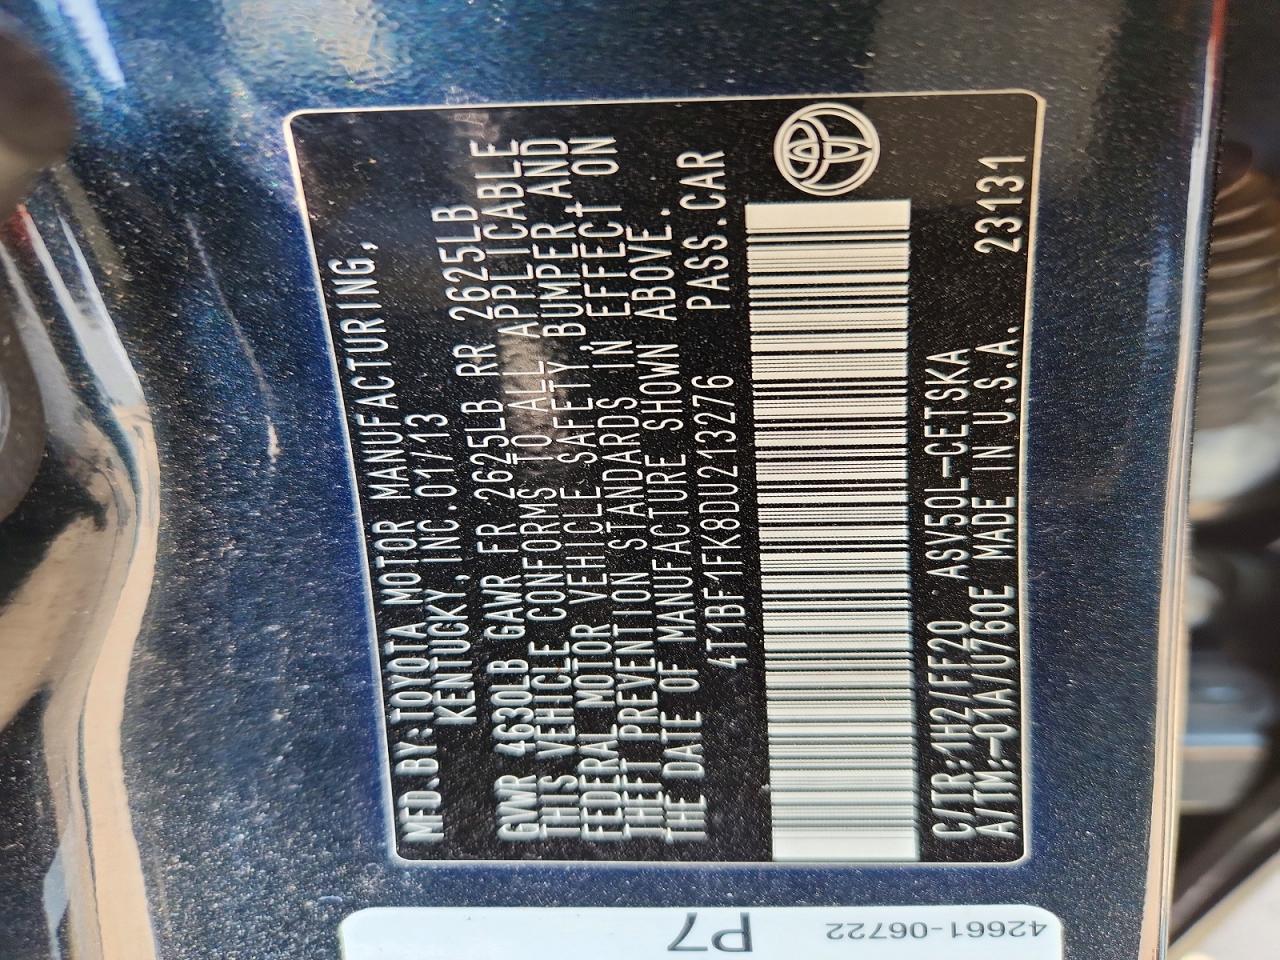 MFD.BY:TOYOTA MOTOR MANUFACTURING,
KENTUCKY, INC.01/13
GVWR 4630LB GAWR FR 2625LB RR 2625LB
THIS VEHICLE CONFORMS TO ALL APPLICABLE
FEDERAL MOTOR VEHICLE SAFETY, BUMPER, AND
THEFT PREVENTION STANDARDS IN EFFECT ON
THE DATE OF MANUFACTURE SHOWN ABOVE.
4T1BF1FK8DU213276 PASS.CAR
C/TR:1H2/FF20 ASV50L-CETSKA
A/TM:-01A/U760E MADE IN U.S.A. 23131
P7
42661-06722